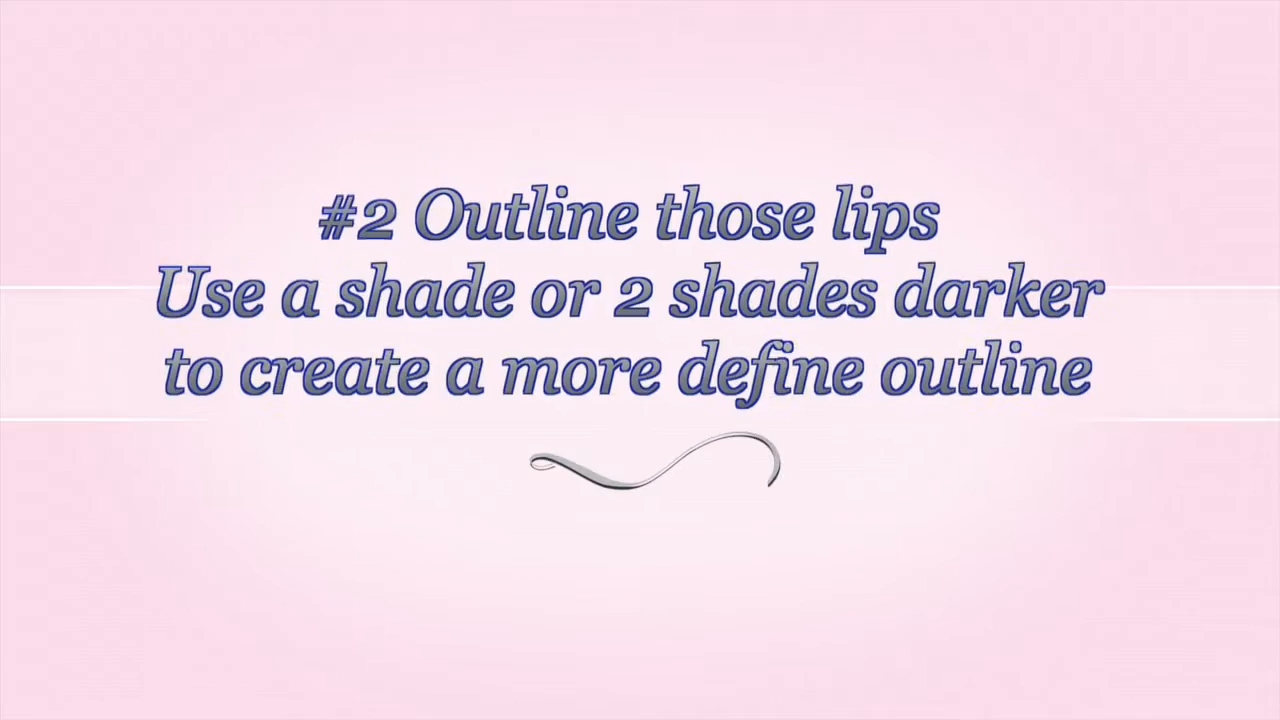 #2 Outline those lips
Use a shade or 2 shades darker
to create a more define outline